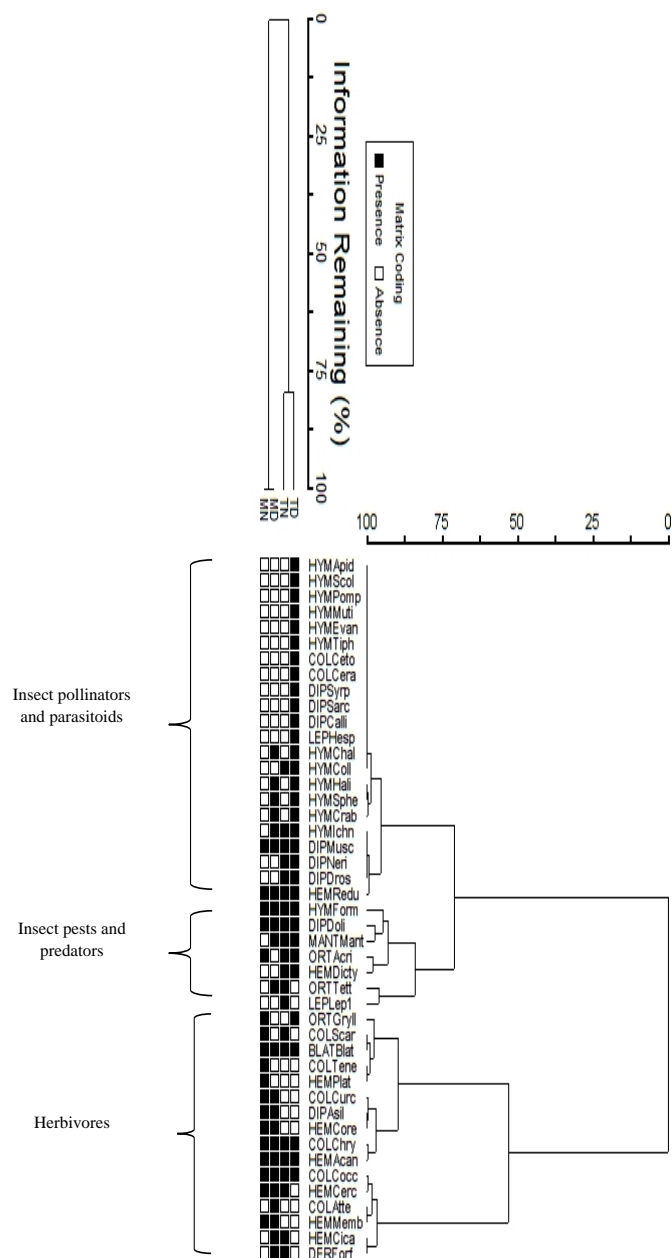 0
25
50
75
100
Information Remaining (%)
Matrix Coding
Presence Absence
MN
MD
TN
TD
100 75 50 25 0
HYMApid
HYMScol
HYMPomp
HYMMuti
HYMEvan
HYMTiph
COLCeto
COLCera
DIPSyrp
DIPSarc
DIPCalli
LEPHesp
HYMChal
HYMColl
HYMHali
HYMSphe
HYMCrab
HYMIchn
DIPMusc
DIPNeri
DIPDros
HEMRedu
HYMForm
DIPDoli
MANTMant
ORTAcri
HEMDicty
ORTTett
LEPLep1
ORTGryll
COLScar
BLATBlat
COLTene
HEMPlat
COLCurc
DIPAsil
HEMCore
COLChry
HEMAcan
COLCocc
HEMCerc
COLAtte
HEMMemb
HEMCica
DERForf
Insect pollinators
and parasitoids
Insect pests and
predators
Herbivores